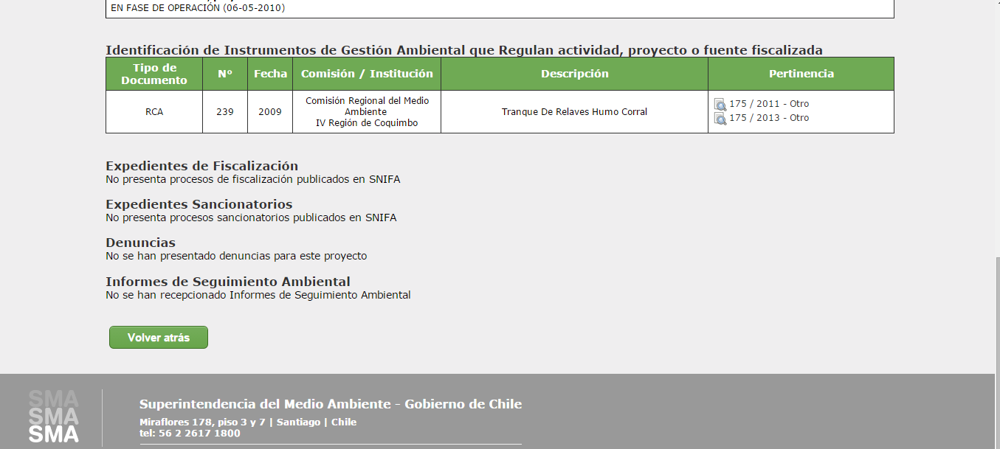 EN FASE DE OPERACIÓN (06-05-2010)
Identificación de Instrumentos de Gestión Ambiental que Regulan actividad, proyecto o fuente fiscalizada
Tipo de Documento Nº Fecha Comisión / Institución Descripción Pertinencia
RCA 239 2009 Comisión Regional del Medio Ambiente IV Región de Coquimbo Tranque De Relaves Humo Corral 175 / 2011 - Otro
175 / 2013 - Otro
Expedientes de Fiscalización
No presenta procesos de fiscalización publicados en SNIFA
Expedientes Sancionatorios
No presenta procesos sancionatorios publicados en SNIFA
Denuncias
No se han presentado denuncias para este proyecto
Informes de Seguimiento Ambiental
No se han recepcionado Informes de Seguimiento Ambiental
Volver atrás
SMA
SMA
SMA
Superintendencia del Medio Ambiente - Gobierno de Chile
Miraflores 178, piso 3 y 7 | Santiago | Chile
tel: 56 2 2617 1800